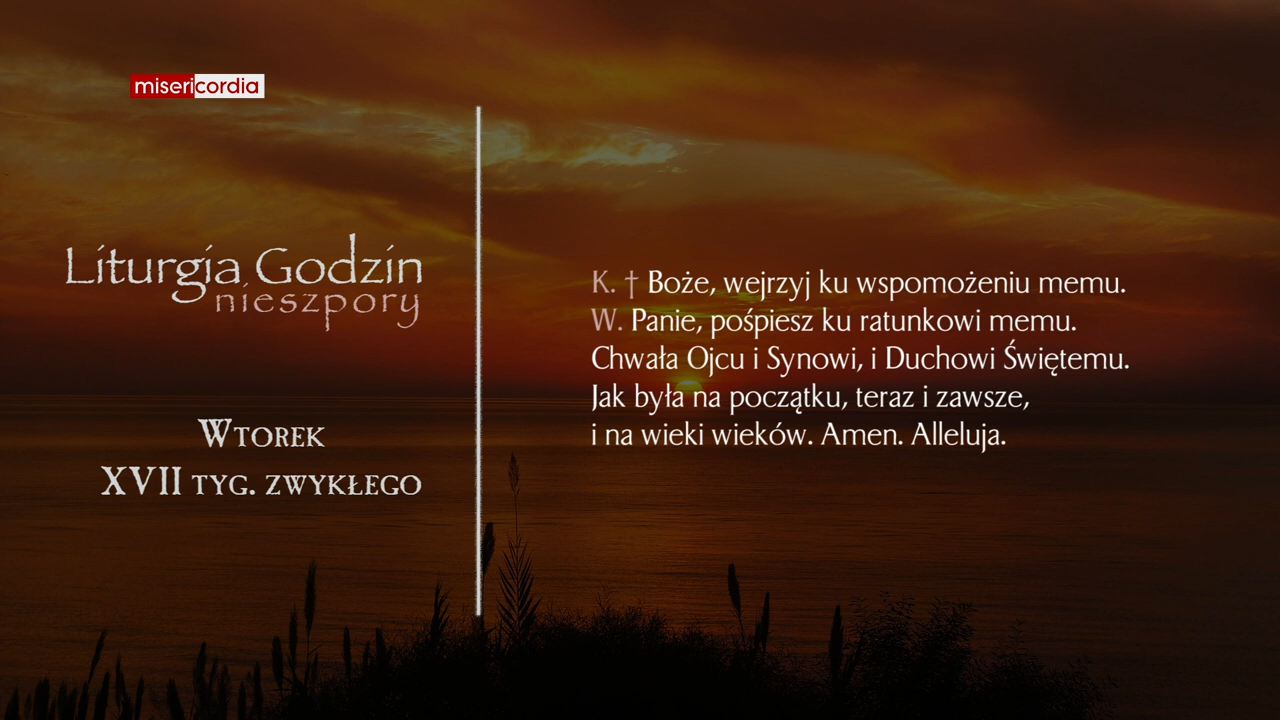 misericordia
Liturgia Godzin
nieszpory
Wtorek
XVII tyg. zwykłego
K. † Boże, wejrzyj ku wspomożeniu memu.
W. Panie, pośpiesz ku ratunkowi memu.
Chwała Ojcu i Synowi, i Duchowi Świętemu.
Jak była na początku, teraz i zawsze,
i na wieki wieków. Amen. Alleluja.